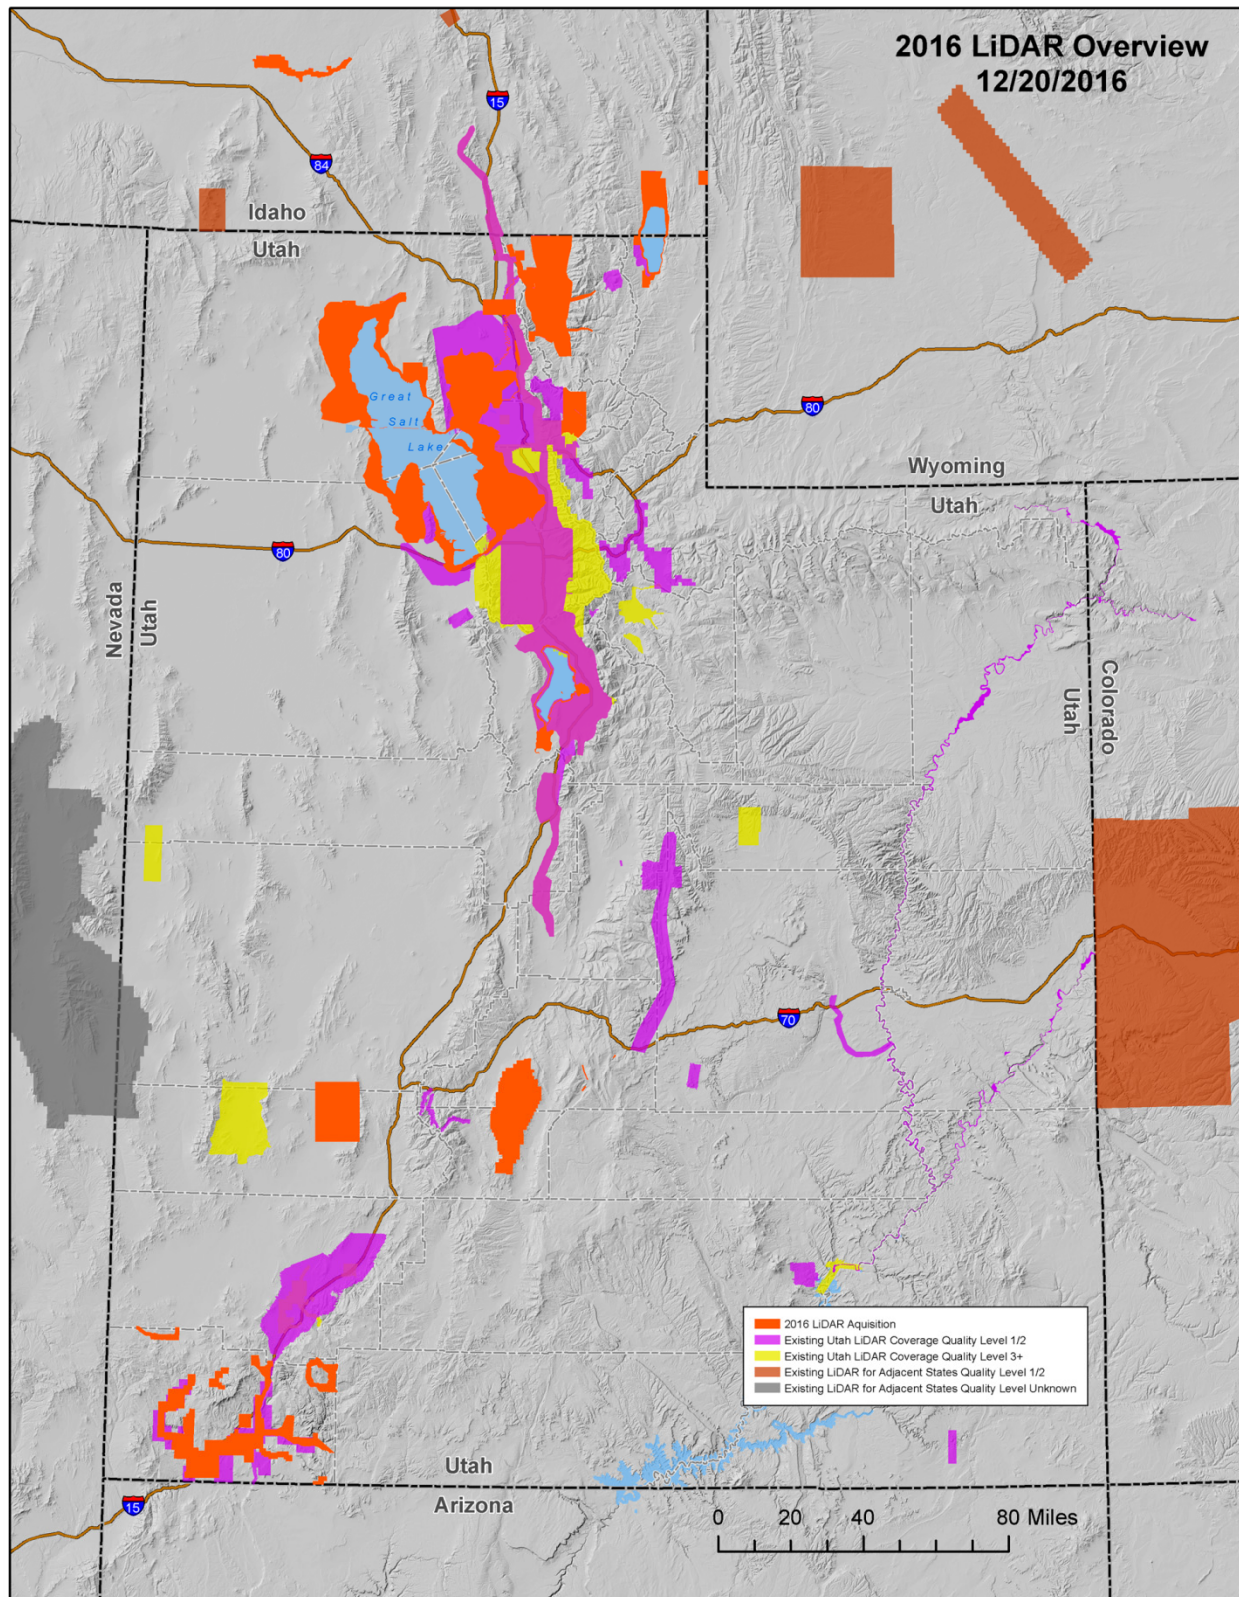 2016 LiDAR Overview
12/20/2016
15
84
Idaho
Utah
Great
Salt
Lake
80
Wyoming
Utah
80
Nevada
Utah
Colorado
Utah
70
2016 LiDAR Aquisition
Existing Utah LiDAR Coverage Quality Level 1/2
Existing Utah LiDAR Coverage Quality Level 3+
Existing LiDAR for Adjacent States Quality Level 1/2
Existing LiDAR for Adjacent States Quality Level Unknown
Utah
Arizona
15
0 20 40 80 Miles